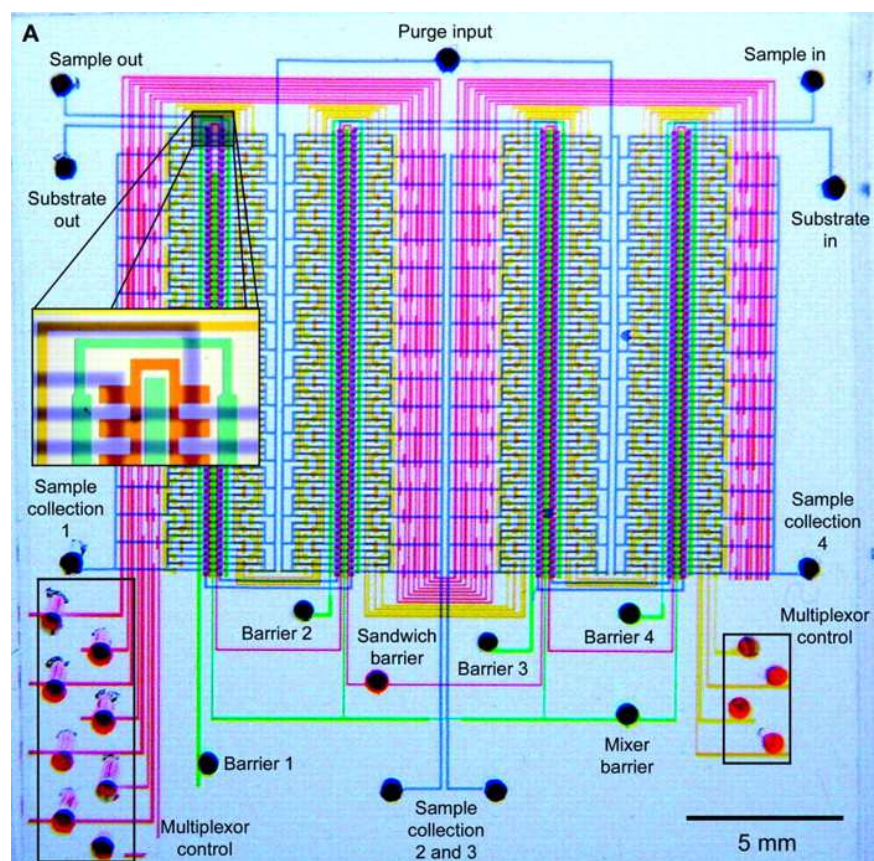 A
Purge input
Sample out
Sample in
Substrate
out
Substrate
in
Sample
collection
1
Sample
collection
4
Barrier 2
Sandwich
barrier
Barrier 3
Barrier 4
Multiplexor
control
Barrier 1
Mixer
barrier
Multiplexor
control
Sample
collection
2 and 3
5 mm